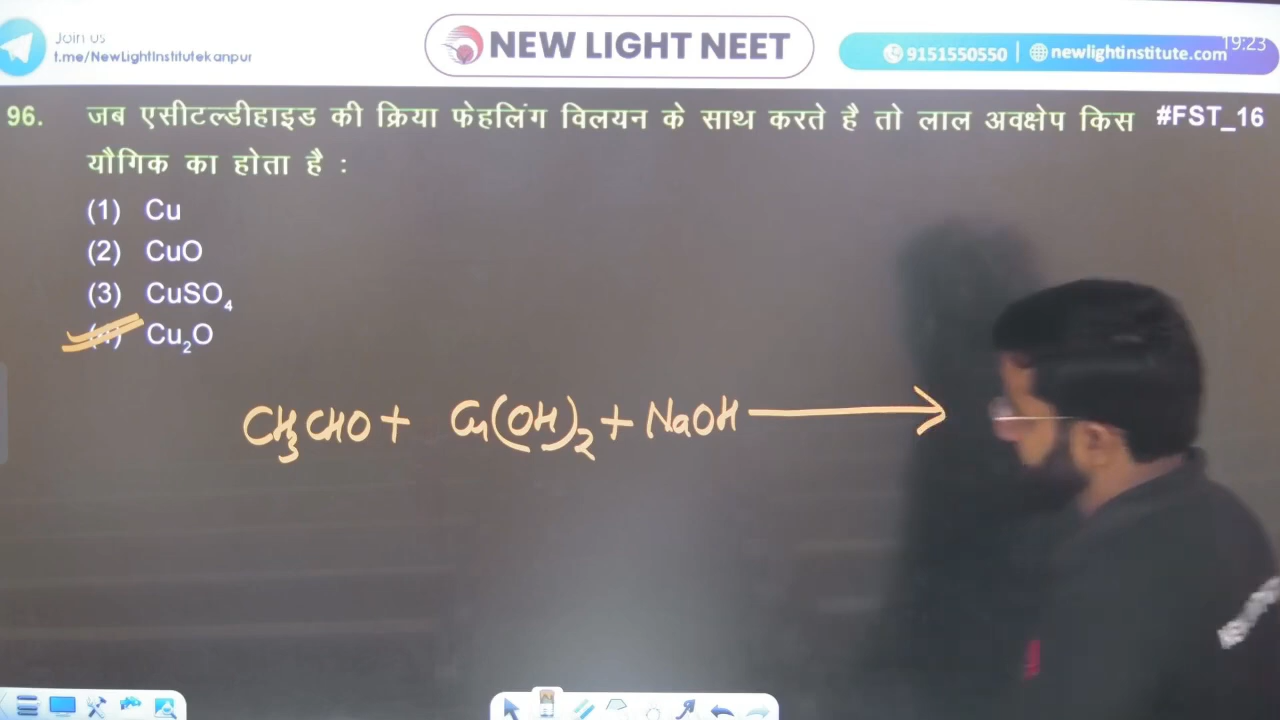 Join us
t.me/NewLightInstitutekanpur
NEW LIGHT NEET
9151550550 | newlightinstitute.com
19:23
96. जब एसीटल्डीहाइड की क्रिया फेहलिंग विलयन के साथ करते है तो लाल अवक्षेप किस #FST_16
यौगिक का होता है :
(1) Cu
(2) CuO
(3) CuSO₄
(4) Cu₂O
CH₃CHO + Cu(OH)₂ + NaOH ⟶